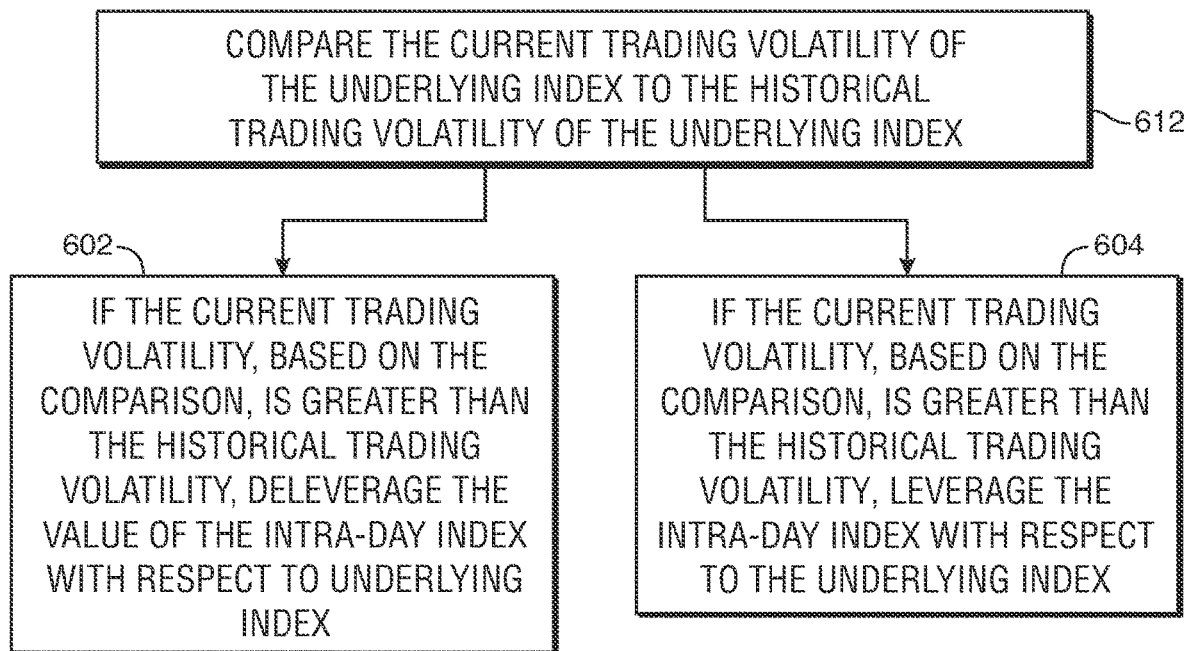 COMPARE THE CURRENT TRADING VOLATILITY OF
THE UNDERLYING INDEX TO THE HISTORICAL
TRADING VOLATILITY OF THE UNDERLYING INDEX
612
602
IF THE CURRENT TRADING
VOLATILITY, BASED ON THE
COMPARISON, IS GREATER THAN
THE HISTORICAL TRADING
VOLATILITY, DELEVERAGE THE
VALUE OF THE INTRA-DAY INDEX
WITH RESPECT TO UNDERLYING
INDEX
604
IF THE CURRENT TRADING
VOLATILITY, BASED ON THE
COMPARISON, IS GREATER THAN
THE HISTORICAL TRADING
VOLATILITY, LEVERAGE THE
INTRA-DAY INDEX WITH RESPECT
TO THE UNDERLYING INDEX